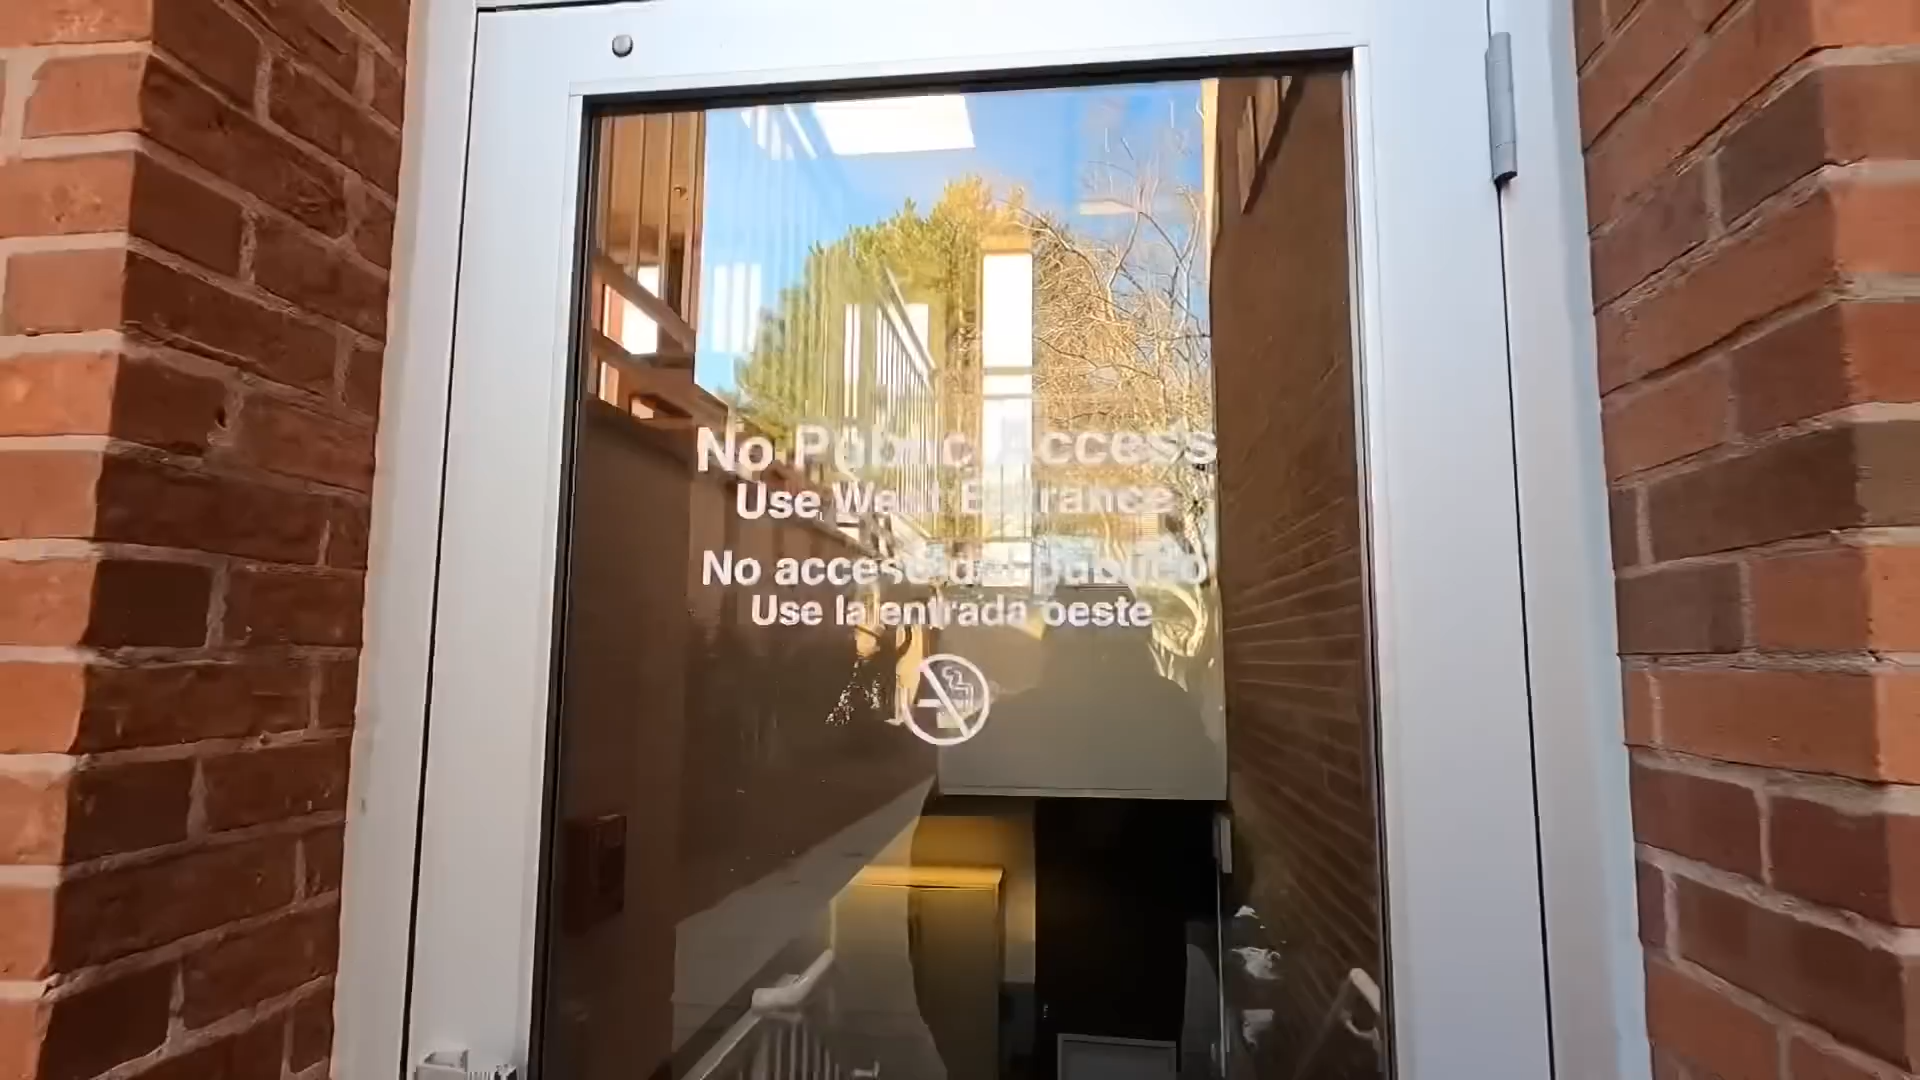 No Public Access
Use West Entrance
No acceso del público
Use la entrada oeste